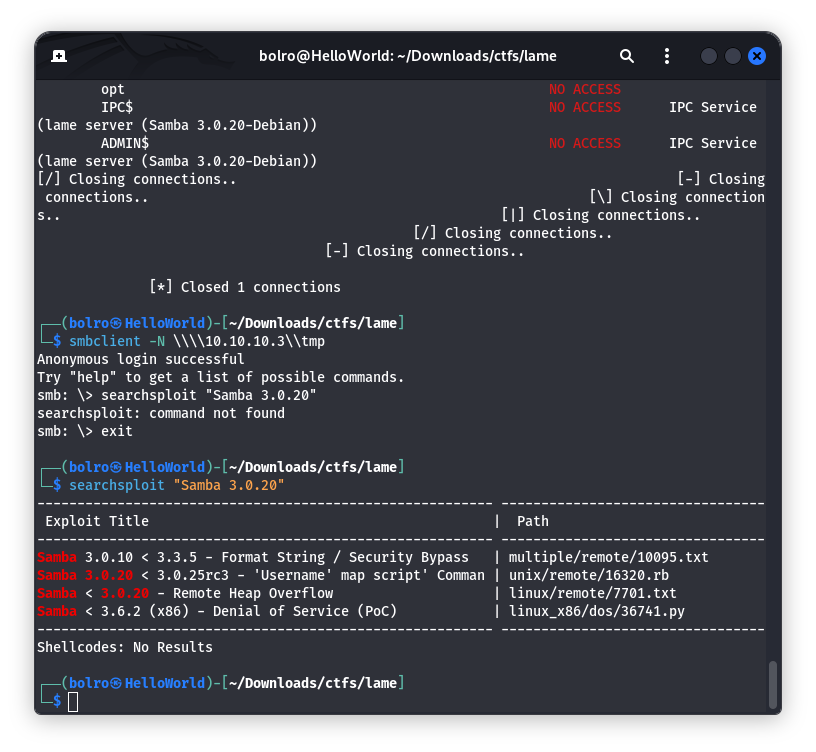 bolro@HelloWorld: ~/Downloads/ctfs/lame
opt NO ACCESS
IPC$ NO ACCESS IPC Service
(lame server (Samba 3.0.20-Debian))
ADMIN$ NO ACCESS IPC Service
(lame server (Samba 3.0.20-Debian))
[/] Closing connections.. [-] Closing
connections.. [\] Closing connection
s.. [|] Closing connections..
[/] Closing connections..
[-] Closing connections..
[*] Closed 1 connections
┌──(bolro㉿HelloWorld)-[~/Downloads/ctfs/lame]
└─$ smbclient -N \\\\10.10.10.3\\tmp
Anonymous login successful
Try "help" to get a list of possible commands.
smb: \> searchsploit "Samba 3.0.20"
searchsploit: command not found
smb: \> exit
┌──(bolro㉿HelloWorld)-[~/Downloads/ctfs/lame]
└─$ searchsploit "Samba 3.0.20"
--------------------------------------------------------- ---------------------------------
Exploit Title | Path
--------------------------------------------------------- ---------------------------------
Samba 3.0.10 < 3.3.5 - Format String / Security Bypass | multiple/remote/10095.txt
Samba 3.0.20 < 3.0.25rc3 - 'Username' map script' Comman | unix/remote/16320.rb
Samba < 3.0.20 - Remote Heap Overflow | linux/remote/7701.txt
Samba < 3.6.2 (x86) - Denial of Service (PoC) | linux_x86/dos/36741.py
--------------------------------------------------------- ---------------------------------
Shellcodes: No Results
┌──(bolro㉿HelloWorld)-[~/Downloads/ctfs/lame]
└─$